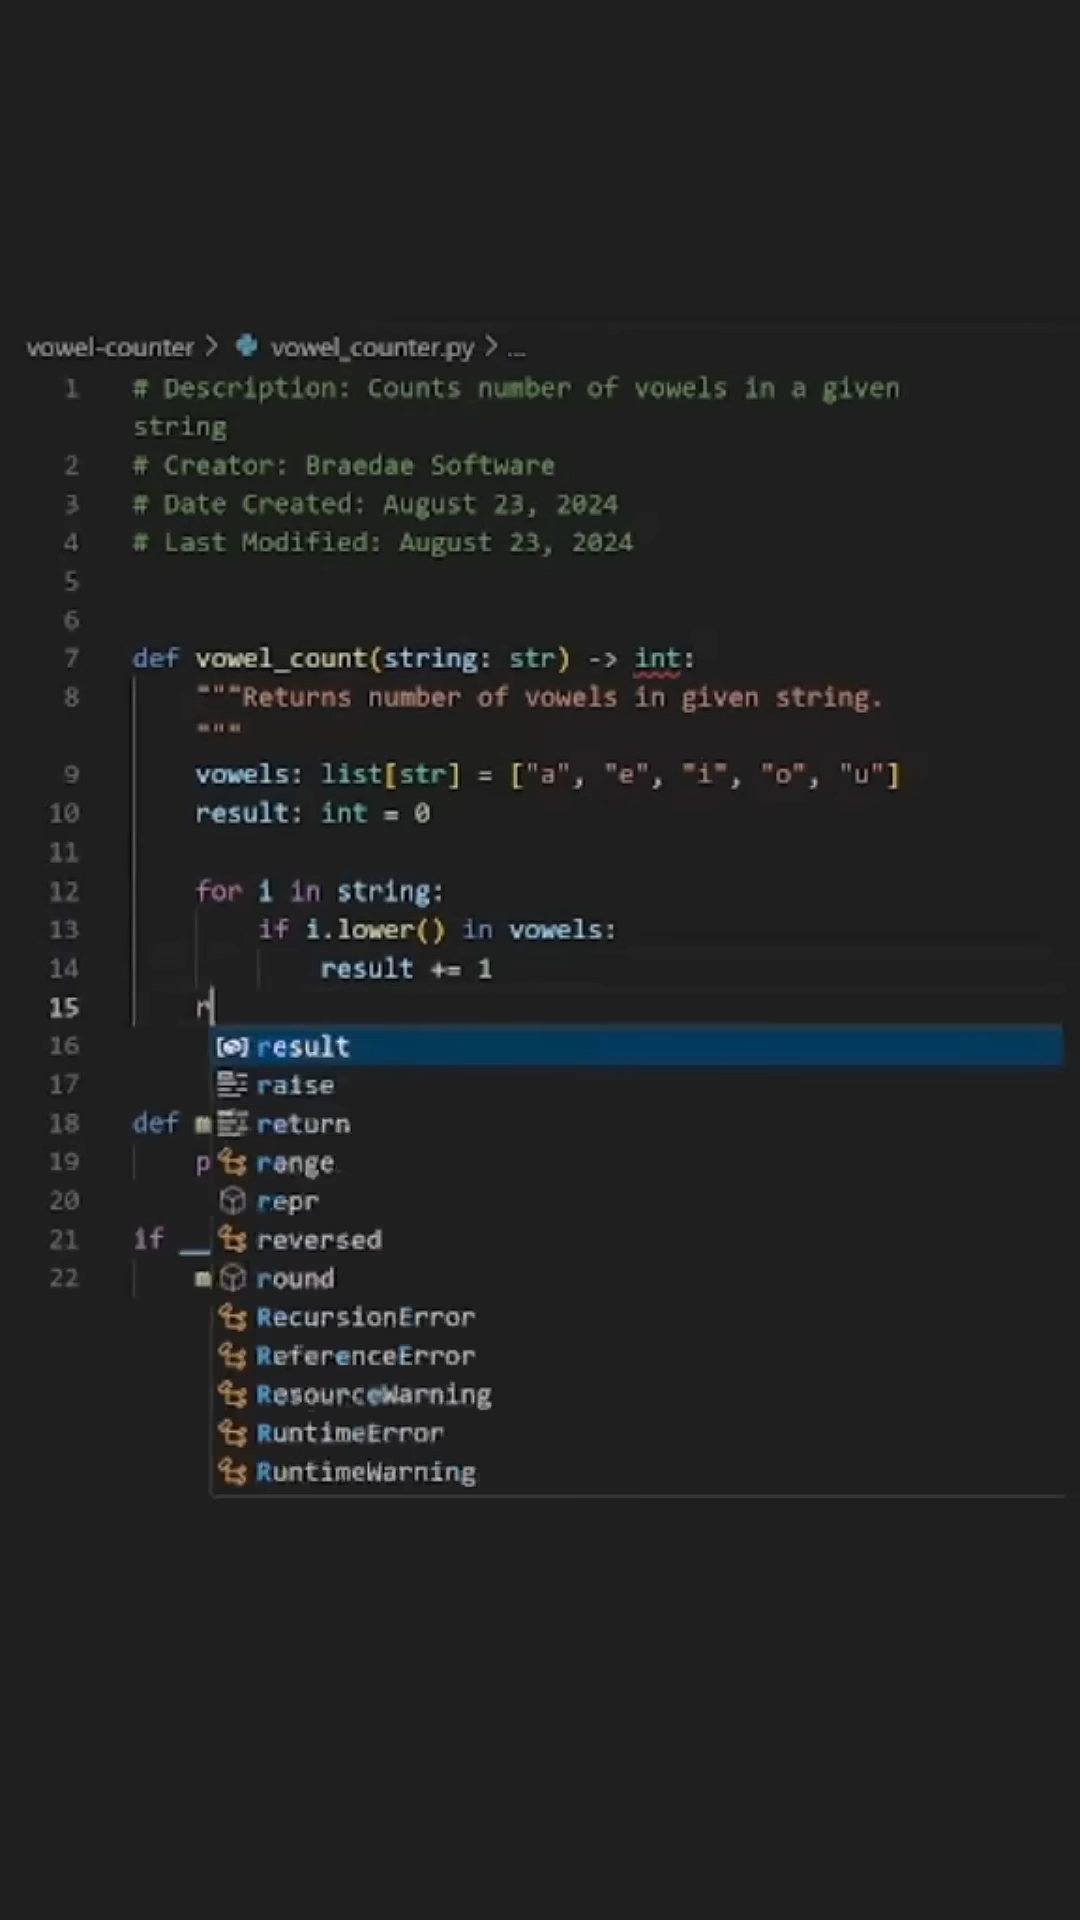 vowel-counter > vowel_counter.py > ...
1 # Description: Counts number of vowels in a given
string
2 # Creator: Braedae Software
3 # Date Created: August 23, 2024
4 # Last Modified: August 23, 2024
5
6
7 def vowel_count(string: str) -> int:
8 """Returns number of vowels in given string.
"""
9 vowels: list[str] = ["a", "e", "i", "o", "u"]
10 result: int = 0
11
12 for i in string:
13 if i.lower() in vowels:
14 result += 1
15 r
16 result
17 raise
18 def m return
19 p range
20 repr
21 if __ reversed
22 m round
RecursionError
ReferenceError
ResourceWarning
RuntimeError
RuntimeWarning